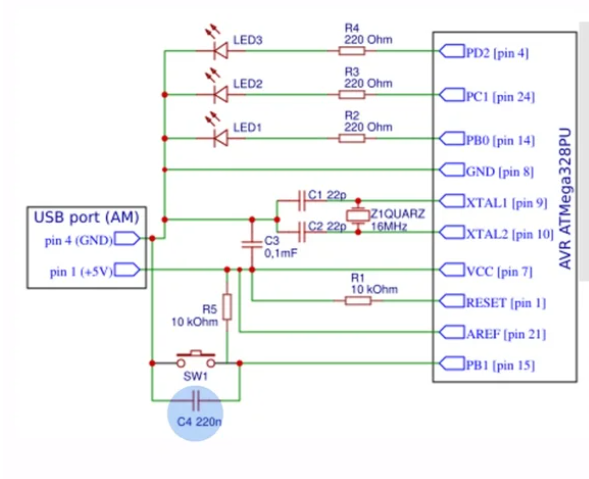 LED3
R4
220 Ohm
PD2 [pin 4]
LED2
R3
220 Ohm
PC1 [pin 24]
LED1
R2
220 Ohm
PB0 [pin 14]
GND [pin 8]
C1 22p
XTAL1 [pin 9]
Z1QUARZ
16MHz
C2 22p
XTAL2 [pin 10]
AVR ATMega328PU
USB port (AM)
pin 4 (GND)
C3
0,1mF
pin 1 (+5V)
VCC [pin 7]
R1
10 kOhm
RESET [pin 1]
R5
10 kOhm
AREF [pin 21]
PB1 [pin 15]
SW1
C4 220n